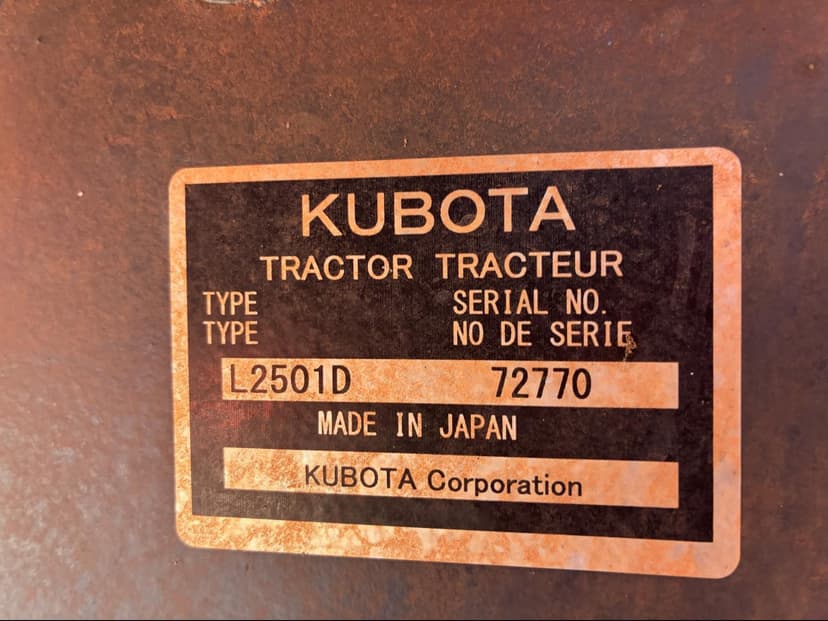 KUBOTA
TRACTOR TRACTEUR
TYPE SERIAL NO.
TYPE NO DE SERIE
L2501D 72770
MADE IN JAPAN
KUBOTA Corporation